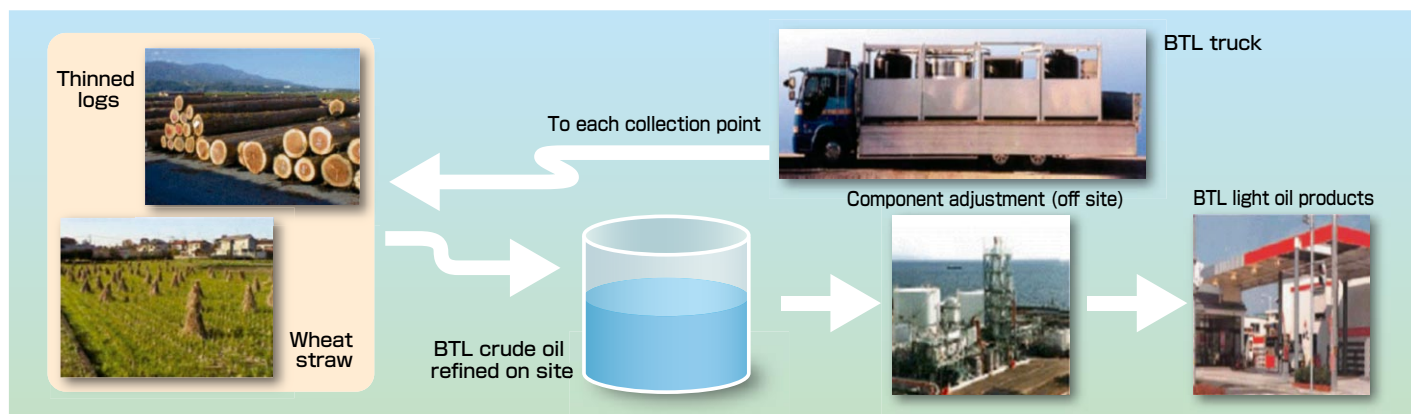 Thinned
logs
To each collection point
BTL truck
Component adjustment (off site)
BTL light oil products
Wheat
straw
BTL crude oil
refined on site